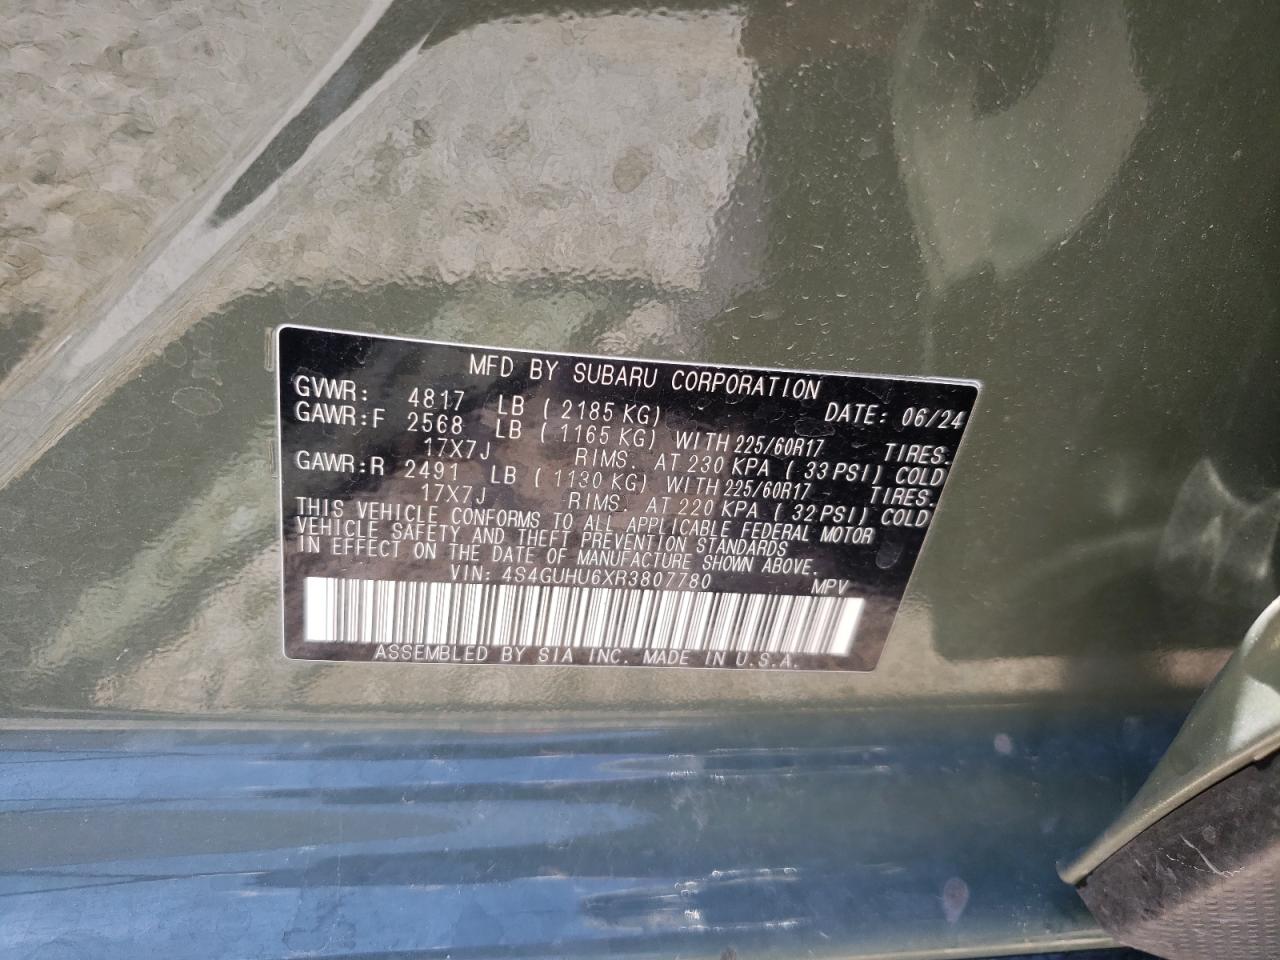 MFD BY SUBARU CORPORATION
GVWR: 4817 LB ( 2185 KG) DATE: 06/24
GAWR:F 2568 LB ( 1165 KG) WITH 225/60R17 TIRES.
17X7J RIMS. AT 230 KPA ( 33 PSI) COLD
GAWR:R 2491 LB ( 1130 KG) WITH 225/60R17 TIRES.
17X7J RIMS. AT 220 KPA ( 32 PSI) COLD
THIS VEHICLE CONFORMS TO ALL APPLICABLE FEDERAL MOTOR
VEHICLE SAFETY AND THEFT PREVENTION STANDARDS
IN EFFECT ON THE DATE OF MANUFACTURE SHOWN ABOVE.
VIN: 4S4GUHU6XR3807780 MPV
ASSEMBLED BY SIA INC. MADE IN U.S.A.